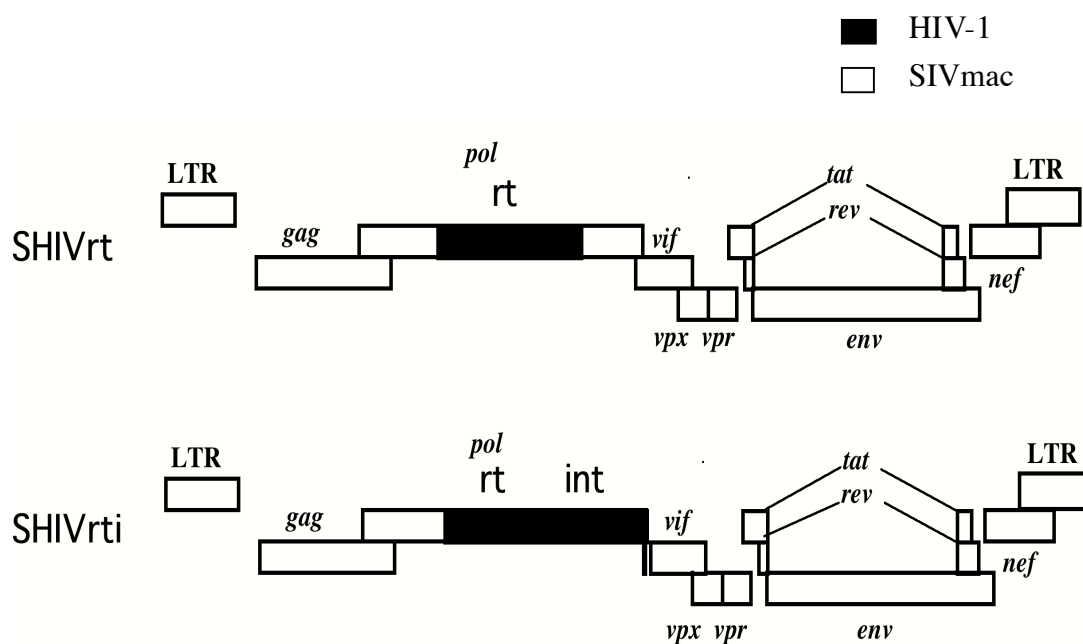 HIV-1
SIVmac
LTR
pol
rt
tat
rev
LTR
SHIVrt
gag
vif
nef
vpx vpr
env
LTR
pol
rt int
tat
rev
LTR
SHIVrti
gag
vif
nef
vpx vpr
env